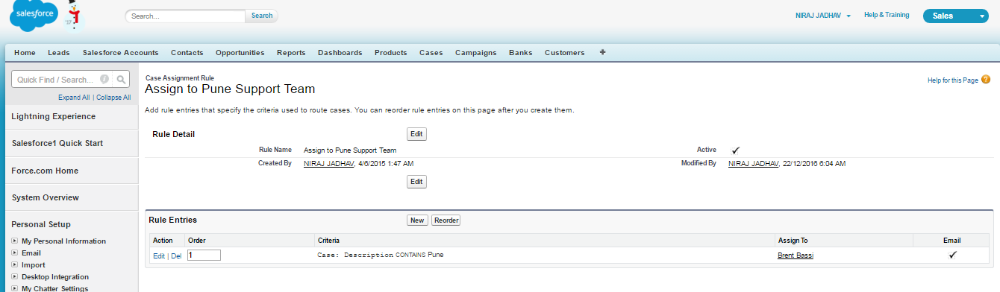 salesforce
'17
Search...
Search
NIRAJ JADHAV
Help & Training
Sales
Home Leads Salesforce Accounts Contacts Opportunities Reports Dashboards Products Cases Campaigns Banks Customers +
Quick Find / Search...
Expand All | Collapse All
Lightning Experience
Salesforce1 Quick Start
Force.com Home
System Overview
Personal Setup
My Personal Information
Email
Import
Desktop Integration
My Chatter Settings
Case Assignment Rule
Assign to Pune Support Team
Help for this Page ?
Add rule entries that specify the criteria used to route cases. You can reorder rule entries on this page after you create them.
Rule Detail Edit
Rule Name Assign to Pune Support Team Active
Created By NIRAJ JADHAV, 4/6/2015 1:47 AM Modified By NIRAJ JADHAV, 22/12/2016 6:04 AM
Edit
Rule Entries New Reorder
Action Order Criteria Assign To Email
Edit | Del 1 Case: Description CONTAINS Pune Brent Bassi